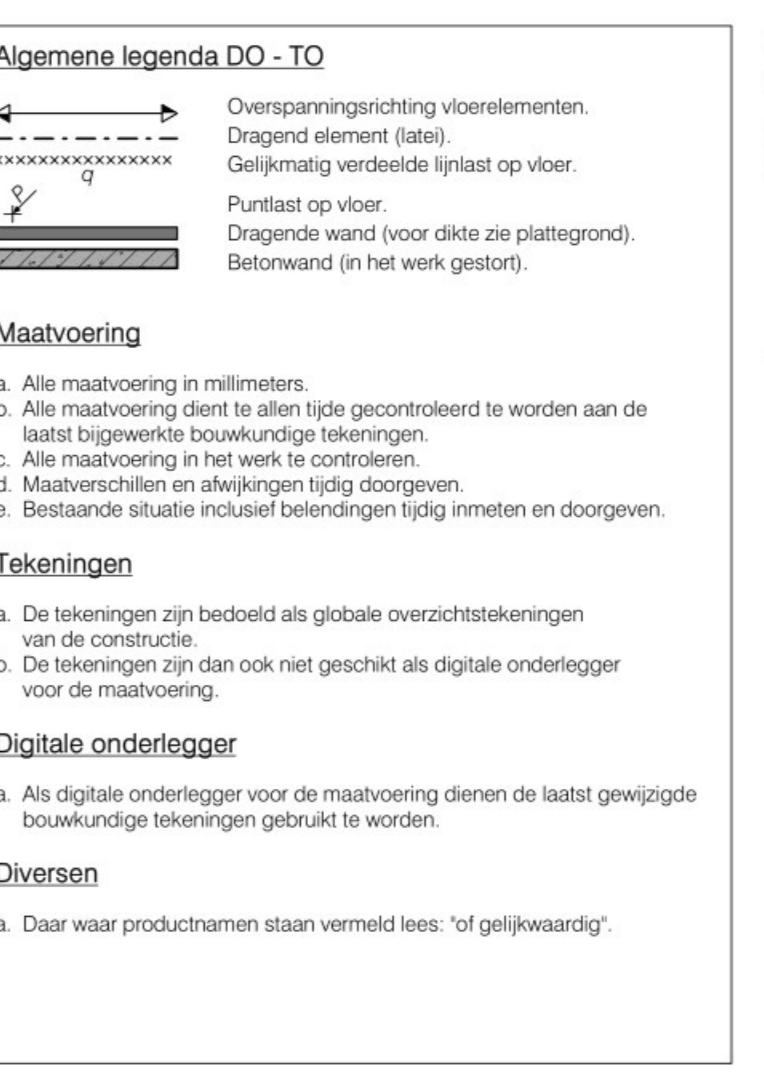 Algemene legenda DO - TO
Overspanningsrichting vloerelementen.
Dragend element (latei).
xxxxxxxxxxxxxxxx Gelijkmatig verdeelde lijnlast op vloer.
q
P Puntlast op vloer.
Dragende wand (voor dikte zie plattegrond).
Betonwand (in het werk gestort).
Maatvoering
a. Alle maatvoering in millimeters.
b. Alle maatvoering dient te allen tijde gecontroleerd te worden aan de
laatst bijgewerkte bouwkundige tekeningen.
c. Alle maatvoering in het werk te controleren.
d. Maatverschillen en afwijkingen tijdig doorgeven.
e. Bestaande situatie inclusief belendingen tijdig inmeten en doorgeven.
Tekeningen
a. De tekeningen zijn bedoeld als globale overzichtstekeningen
van de constructie.
b. De tekeningen zijn dan ook niet geschikt als digitale onderlegger
voor de maatvoering.
Digitale onderlegger
a. Als digitale onderlegger voor de maatvoering dienen de laatst gewijzigde
bouwkundige tekeningen gebruikt te worden.
Diversen
a. Daar waar productnamen staan vermeld lees: "of gelijkwaardig".